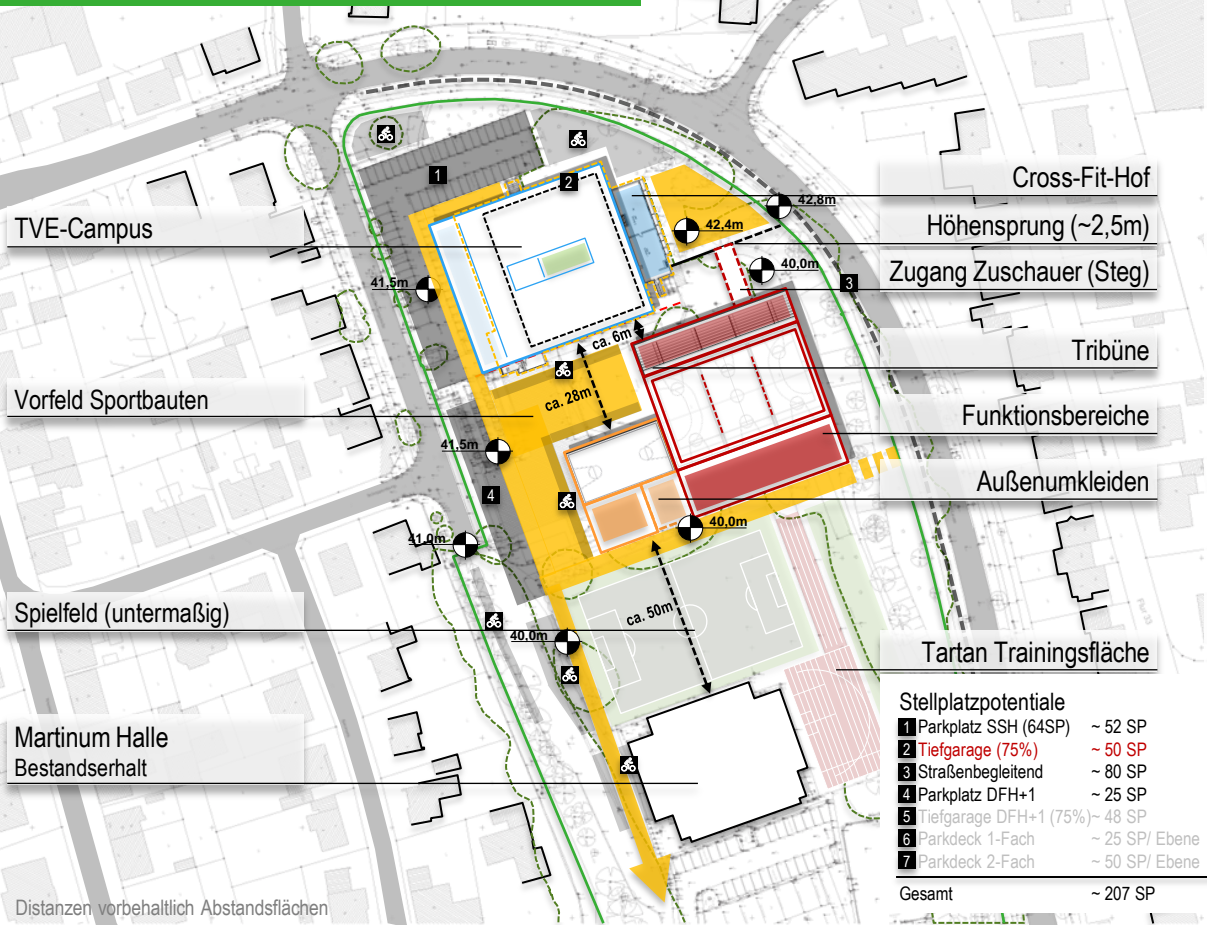 TVE-Campus
Vorfeld Sportbauten
Spielfeld (untermaßig)
Martinum Halle
Bestandserhalt
Distanzen vorbehaltlich Abstandsflächen
1
2
3
4
42,8m
42,4m
40,0m
41,5m
ca. 6m
ca. 28m
41,5m
41,0m
40,0m
40.0m
ca. 50m
Cross-Fit-Hof
Höhensprung (~2,5m)
Zugang Zuschauer (Steg)
Tribüne
Funktionsbereiche
Außenumkleiden
Tartan Trainingsfläche
Stellplatzpotentiale
1 Parkplatz SSH (64SP) ~ 52 SP
2 Tiefgarage (75%) ~ 50 SP
3 Straßenbegleitend ~ 80 SP
4 Parkplatz DFH+1 ~ 25 SP
5 Tiefgarage DFH+1 (75%) ~ 48 SP
6 Parkdeck 1-Fach ~ 25 SP/ Ebene
7 Parkdeck 2-Fach ~ 50 SP/ Ebene
Gesamt ~ 207 SP